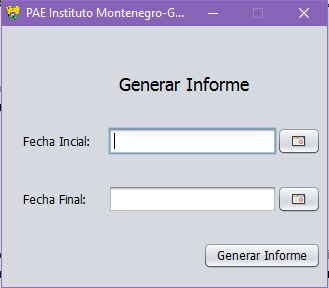 PAE Instituto Montenegro-G...
Generar Informe
Fecha Incial:
Fecha Final:
Generar Informe